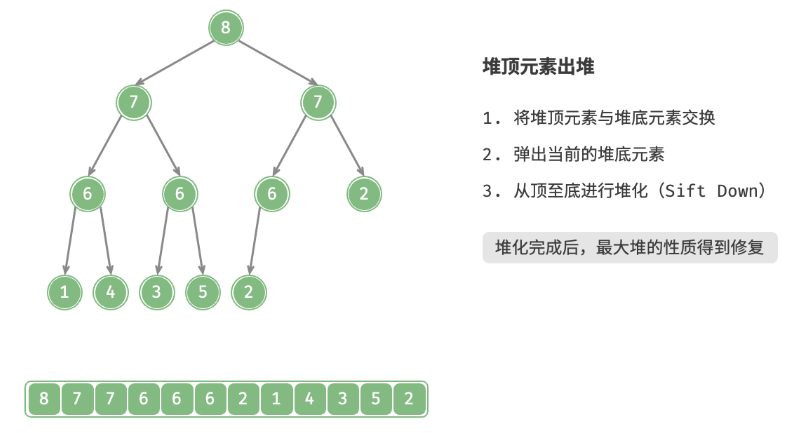 8
堆顶元素出堆
7 7
1. 将堆顶元素与堆底元素交换
2. 弹出当前的堆底元素
6 6 6 2
3. 从顶至底进行堆化（Sift Down）
堆化完成后，最大堆的性质得到修复
1 4 3 5 2
8 7 7 6 6 6 2 1 4 3 5 2